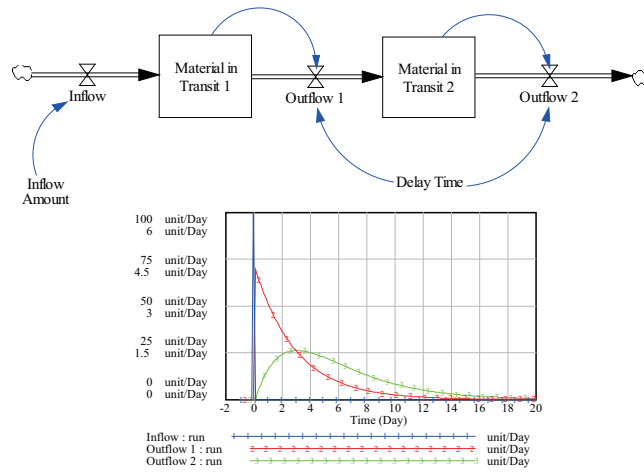 Material in
Transit 1
Material in
Transit 2
Inflow
Outflow 1
Outflow 2
Inflow
Amount
Delay Time
100 unit/Day
6 unit/Day
75 unit/Day
4.5 unit/Day
50 unit/Day
3 unit/Day
25 unit/Day
1.5 unit/Day
0 unit/Day
0 unit/Day
-2 0 2 4 6 8 10 12 14 16 18 20
Time (Day)
Inflow : run unit/Day
Outflow 1 : run unit/Day
Outflow 2 : run unit/Day